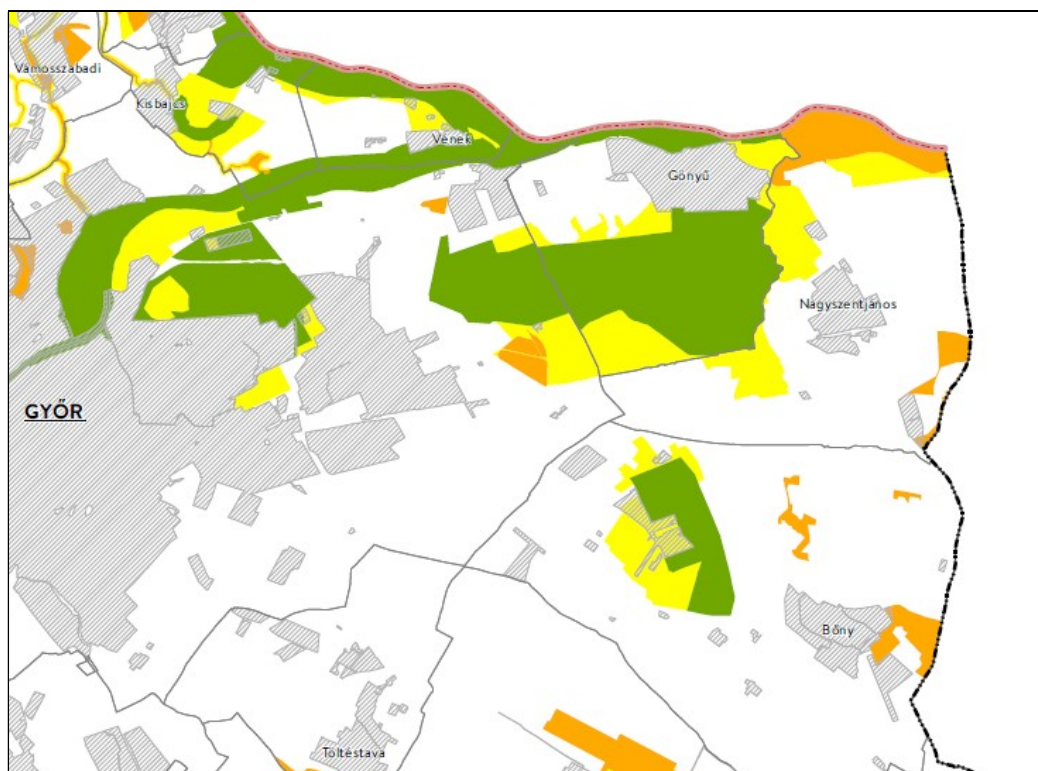 Vámosszabadi
Kisbajcs
Vének
Gönyű
Nagyszentjános
GYŐR
Bőny
Töltéstava